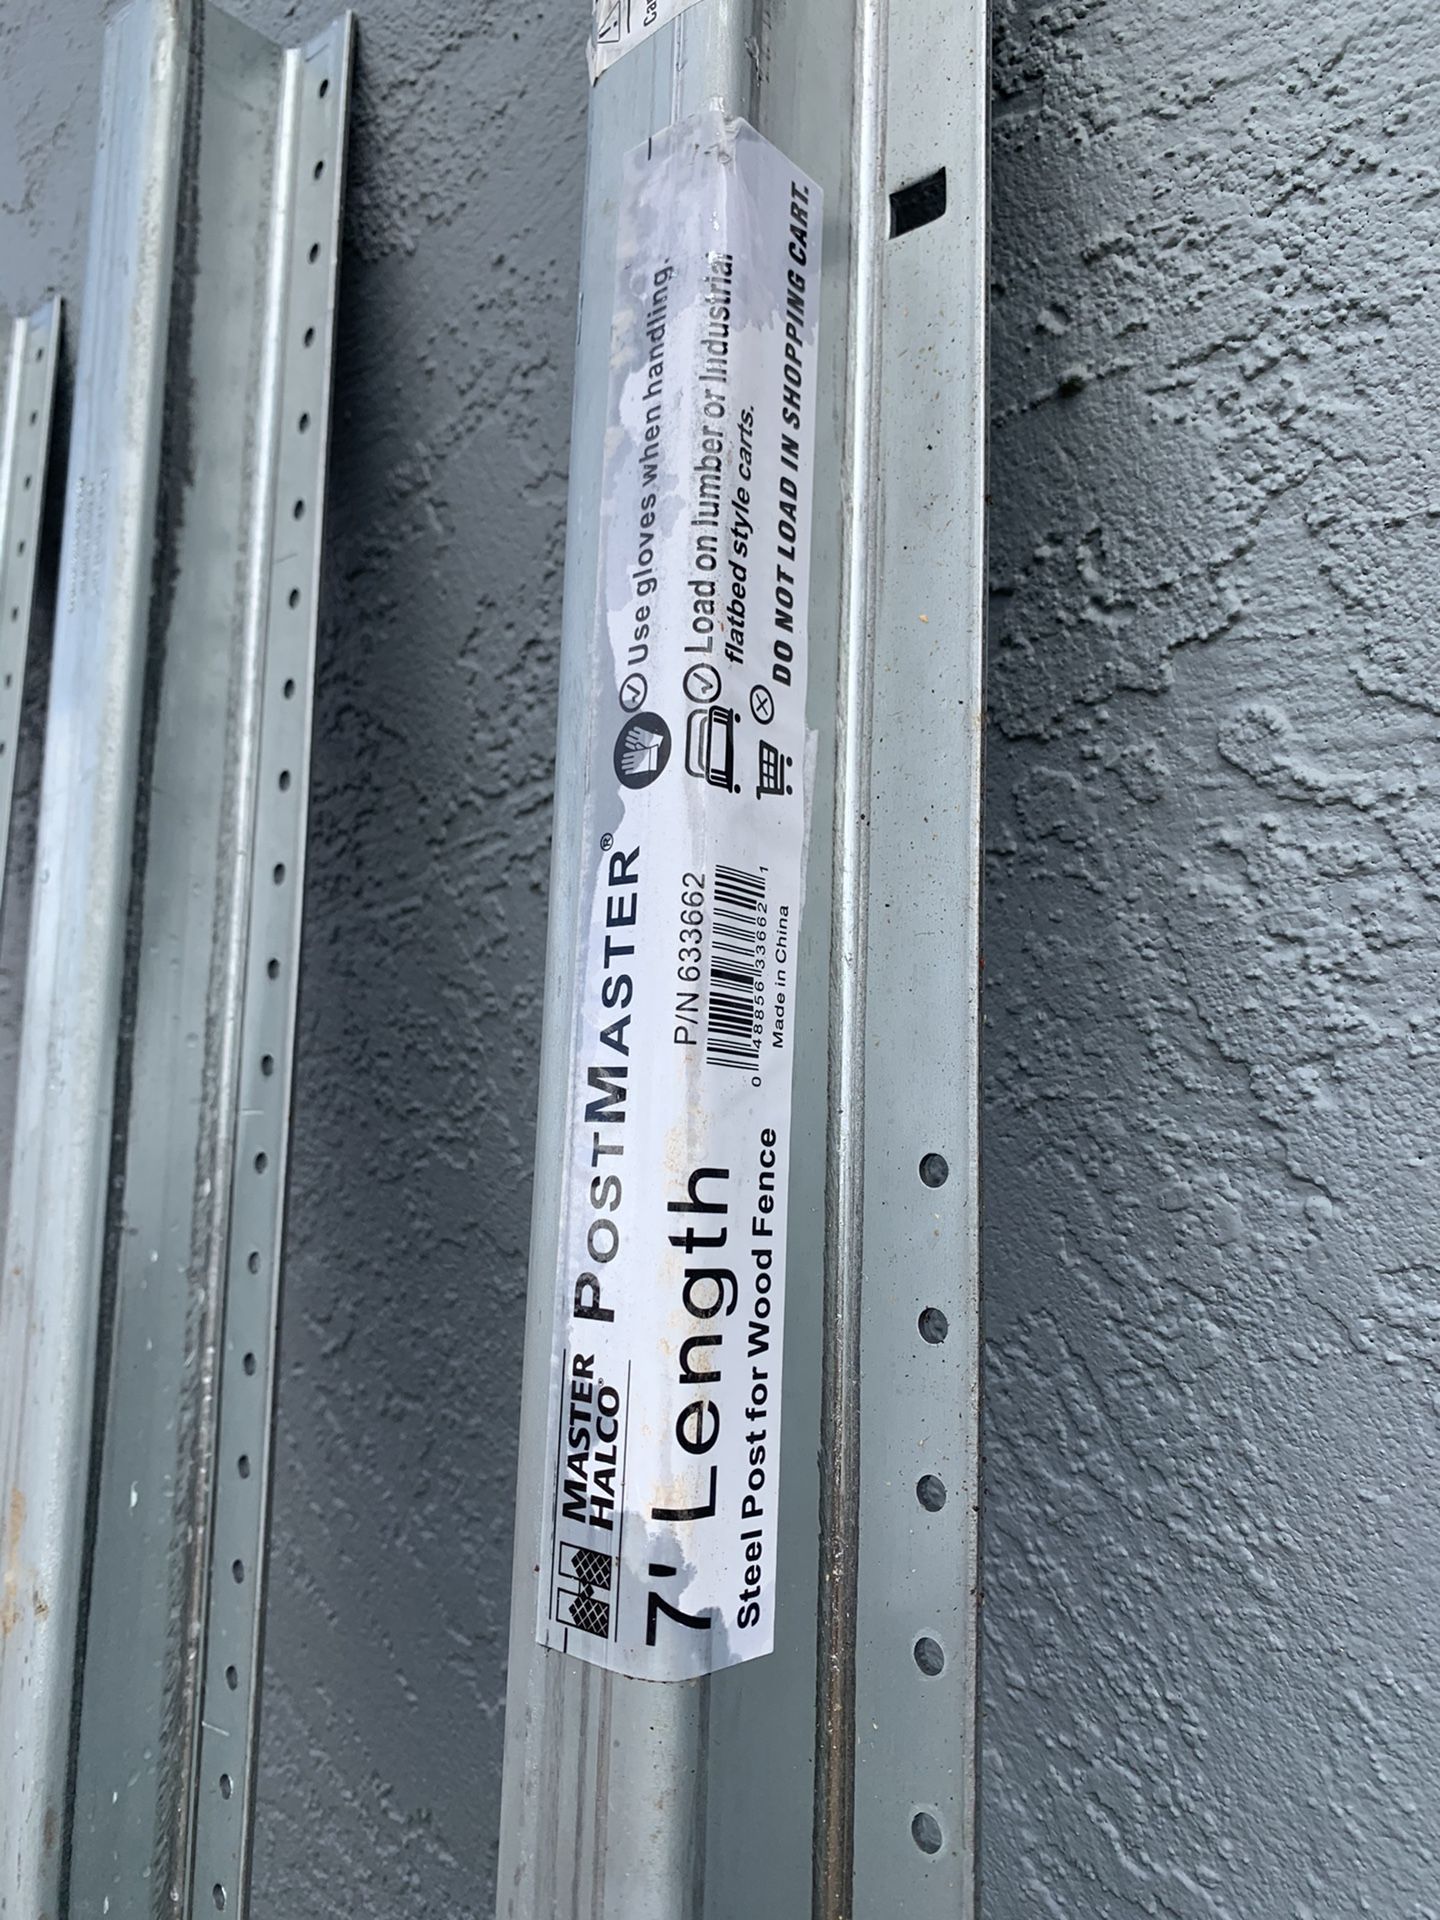 Ca
MASTER
HALCO®
POSTMASTER®
7' Length
Steel Post for Wood Fence
P/N 633662
0 48856 33662 1
Made in China
Use gloves when handling.
Load on lumber or Industrial
flatbed style carts.
DO NOT LOAD IN SHOPPING CART.